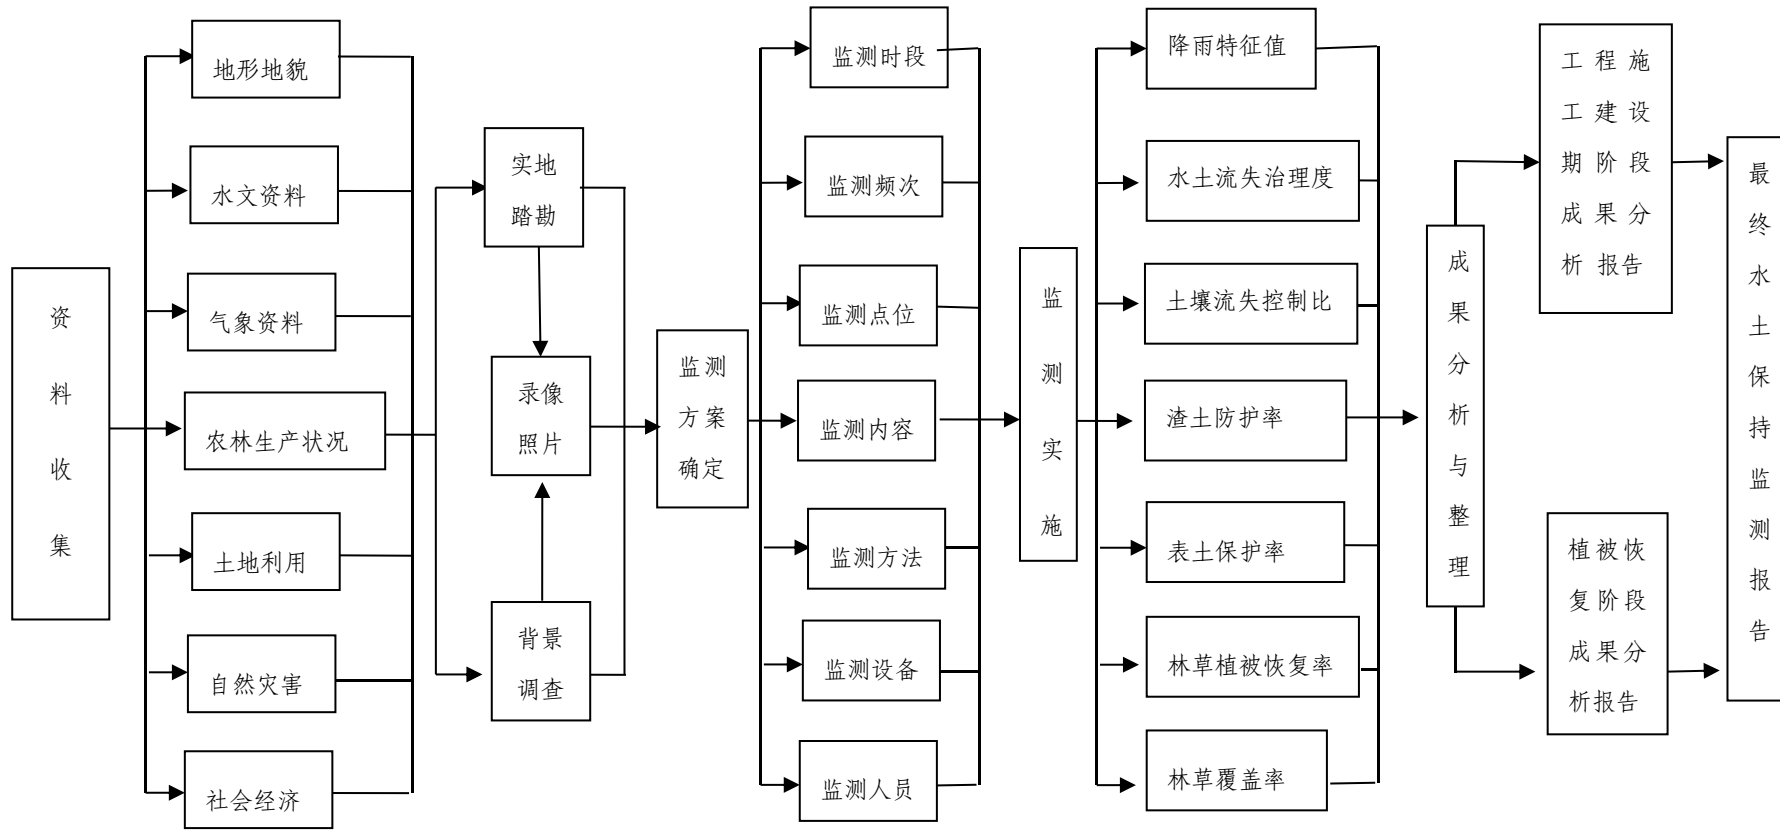 资
料
收
集
地形地貌
水文资料
气象资料
农林生产状况
土地利用
自然灾害
社会经济
实地
踏勘
录像
照片
背景
调查
监测
方案
确定
监测时段
监测频次
监测点位
监测内容
监测方法
监测设备
监测人员
监
测
实
施
降雨特征值
水土流失治理度
土壤流失控制比
渣土防护率
表土保护率
林草植被恢复率
林草覆盖率
成
果
分
析
与
整
理
工程施
工建设
期阶段
成果分
析 报告
植被恢
复阶段
成果分
析报告
最
终
水
土
保
持
监
测
报
告